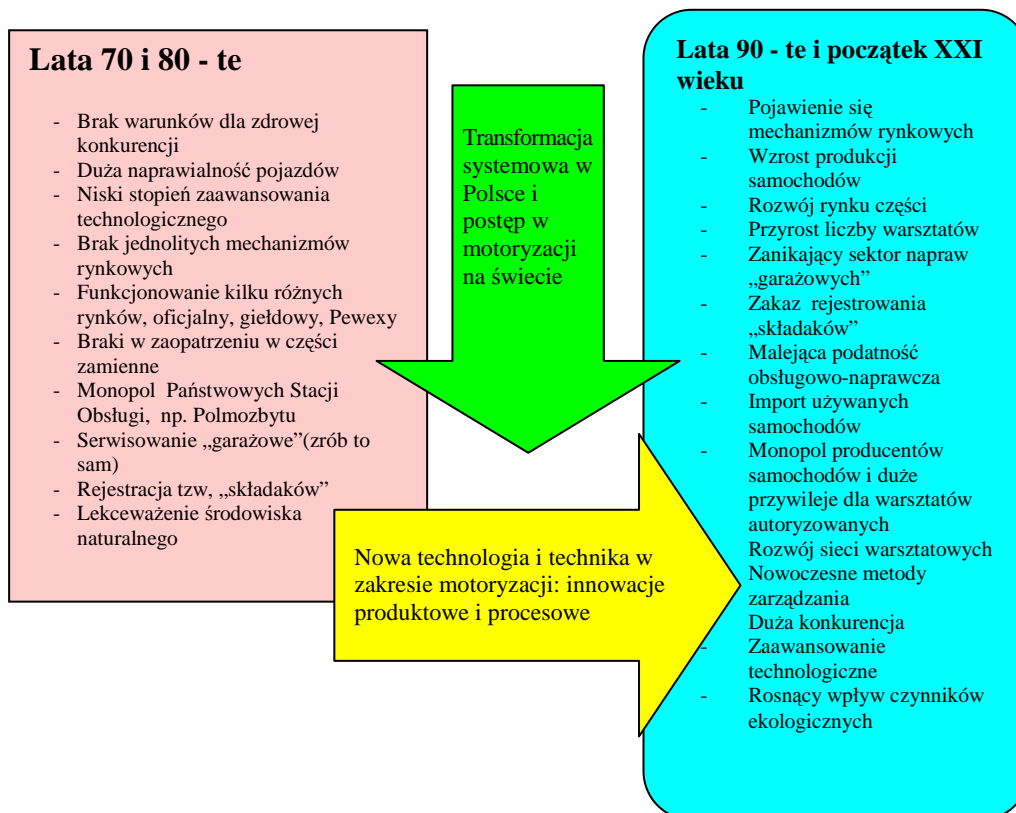 Lata 70 i 80 - te
- Brak warunków dla zdrowej
konkurencji
- Duża naprawialność pojazdów
- Niski stopień zaawansowania
technologicznego
- Brak jednolitych mechanizmów
rynkowych
- Funkcjonowanie kilku różnych
rynków, oficjalny, giełdowy, Pewexy
- Braki w zaopatrzeniu w części
zamienne
- Monopol Państwowych Stacji
Obsługi, np. Polmozbytu
- Serwisowanie „garażowe”(zrób to
sam)
- Rejestracja tzw, „składaków”
- Lekceważenie środowiska
naturalnego
Transformacja
systemowa w
Polsce i
postęp w
motoryzacji
na świecie
Nowa technologia i technika w
zakresie motoryzacji: innowacje
produktowe i procesowe
Lata 90 - te i początek XXI
wieku
- Pojawienie się
mechanizmów rynkowych
- Wzrost produkcji
samochodów
- Rozwój rynku części
- Przyrost liczby warsztatów
- Zanikający sektor napraw
„garażowych”
- Zakaz rejestrowania
„składaków”
- Malejąca podatność
obsługowo-naprawcza
- Import używanych
samochodów
- Monopol producentów
samochodów i duże
przywileje dla warsztatów
autoryzowanych
Rozwój sieci warsztatowych
Nowoczesne metody
zarządzania
Duża konkurencja
- Zaawansowanie
technologiczne
- Rosnący wpływ czynników
ekologicznych